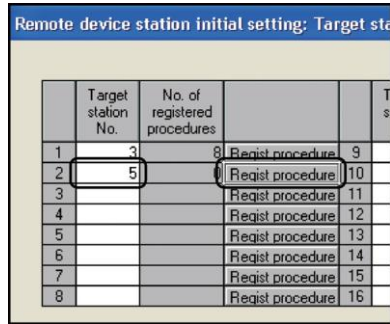 Remote device station initial setting: Target sta
Target station No. No. of registered procedures
1 3 8 Regist procedure 9
2 5 0 Regist procedure 10
3 Regist procedure 11
4 Regist procedure 12
5 Regist procedure 13
6 Regist procedure 14
7 Regist procedure 15
8 Regist procedure 16